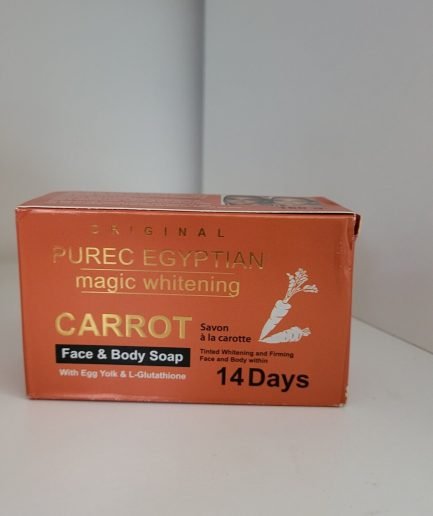 ORIGINAL
PUREC EGYPTIAN
magic whitening
CARROT
Savon
à la carotte
Face & Body Soap
Tinted Whitening and Firming
Face and Body within
With Egg Yolk & L-Glutathione
14 Days